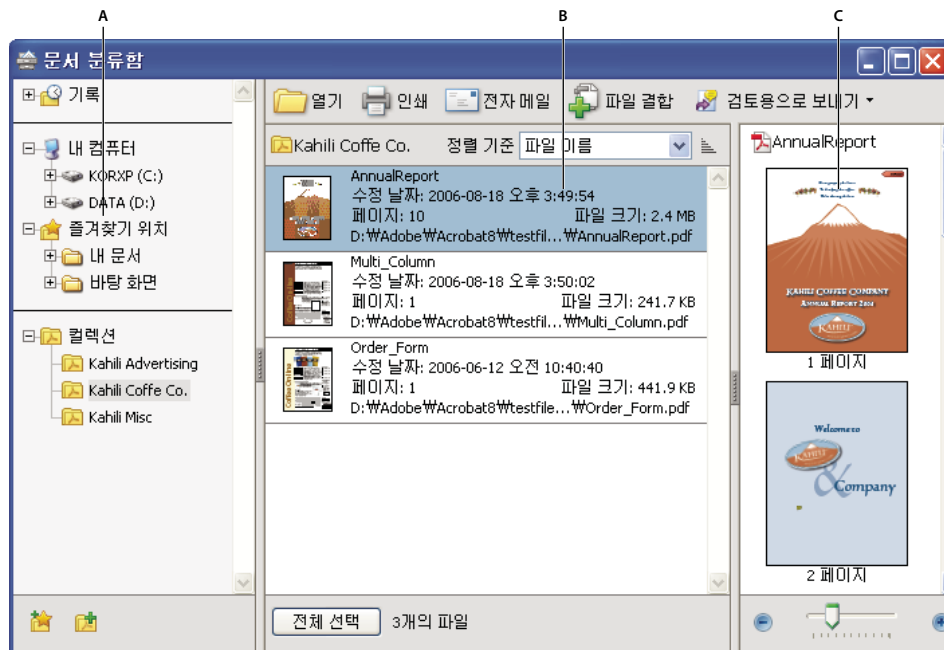 A
B
C
문서 분류함
기록
내 컴퓨터
KORXP (C:)
DATA (D:)
즐겨찾기 위치
내 문서
바탕 화면
컬렉션
Kahili Advertising
Kahili Coffe Co.
Kahili Misc
열기 인쇄 전자 메일 파일 결합 검토용으로 보내기
Kahili Coffe Co. 정렬 기준 파일 이름
AnnualReport
수정 날짜: 2006-08-18 오후 3:49:54
페이지: 10 파일 크기: 2.4 MB
D:₩Adobe₩Acrobat8₩testfil...₩AnnualReport.pdf
Multi_Column
수정 날짜: 2006-08-18 오후 3:50:02
페이지: 1 파일 크기: 241.7 KB
D:₩Adobe₩Acrobat8₩testfil...₩Multi_Column.pdf
Order_Form
수정 날짜: 2006-06-12 오전 10:40:40
페이지: 1 파일 크기: 441.9 KB
D:₩Adobe₩Acrobat8₩testfile...₩Order_Form.pdf
전체 선택 3개의 파일
AnnualReport
KAHILI COFFEE COMPANY
ANNUAL REPORT
KAHILI
1 페이지
Welcome to
KAHILI
& Company
2 페이지